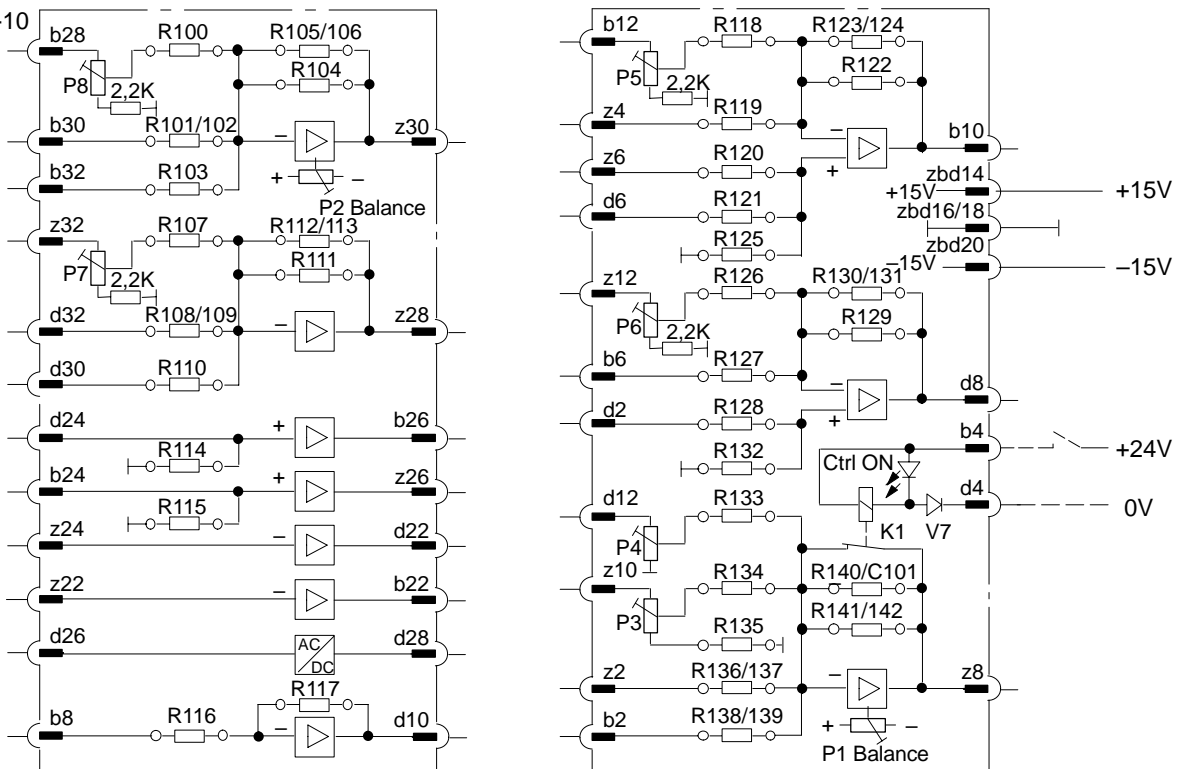 -10
b28
R100
R105/106
P8
2,2K
R104
b30
R101/102
–
z30
b32
R103
+
–
P2 Balance
z32
R107
R112/113
P7
2,2K
R111
d32
R108/109
–
z28
d30
R110
d24
+
b26
R114
b24
+
z26
R115
z24
–
d22
z22
–
b22
d26
AC
DC
d28
R117
b8
R116
–
d10
b12
R118
R123/124
P5
2,2K
R122
z4
R119
–
b10
z6
R120
+
zbd14
+15V
+15V
d6
R121
zbd16/18
R125
zbd20
–15V
–15V
z12
R126
R130/131
P6
2,2K
R129
b6
R127
–
d8
d2
R128
+
b4
+24V
R132
Ctrl ON
d4
0V
d12
R133
K1
V7
P4
z10
R134
R140/C101
P3
R135
R141/142
z2
R136/137
–
z8
b2
R138/139
+
–
P1 Balance